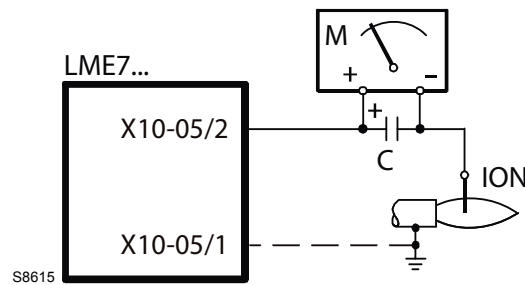 M
+ -
LME7...
X10-05/2
+
C
ION
X10-05/1
S8615